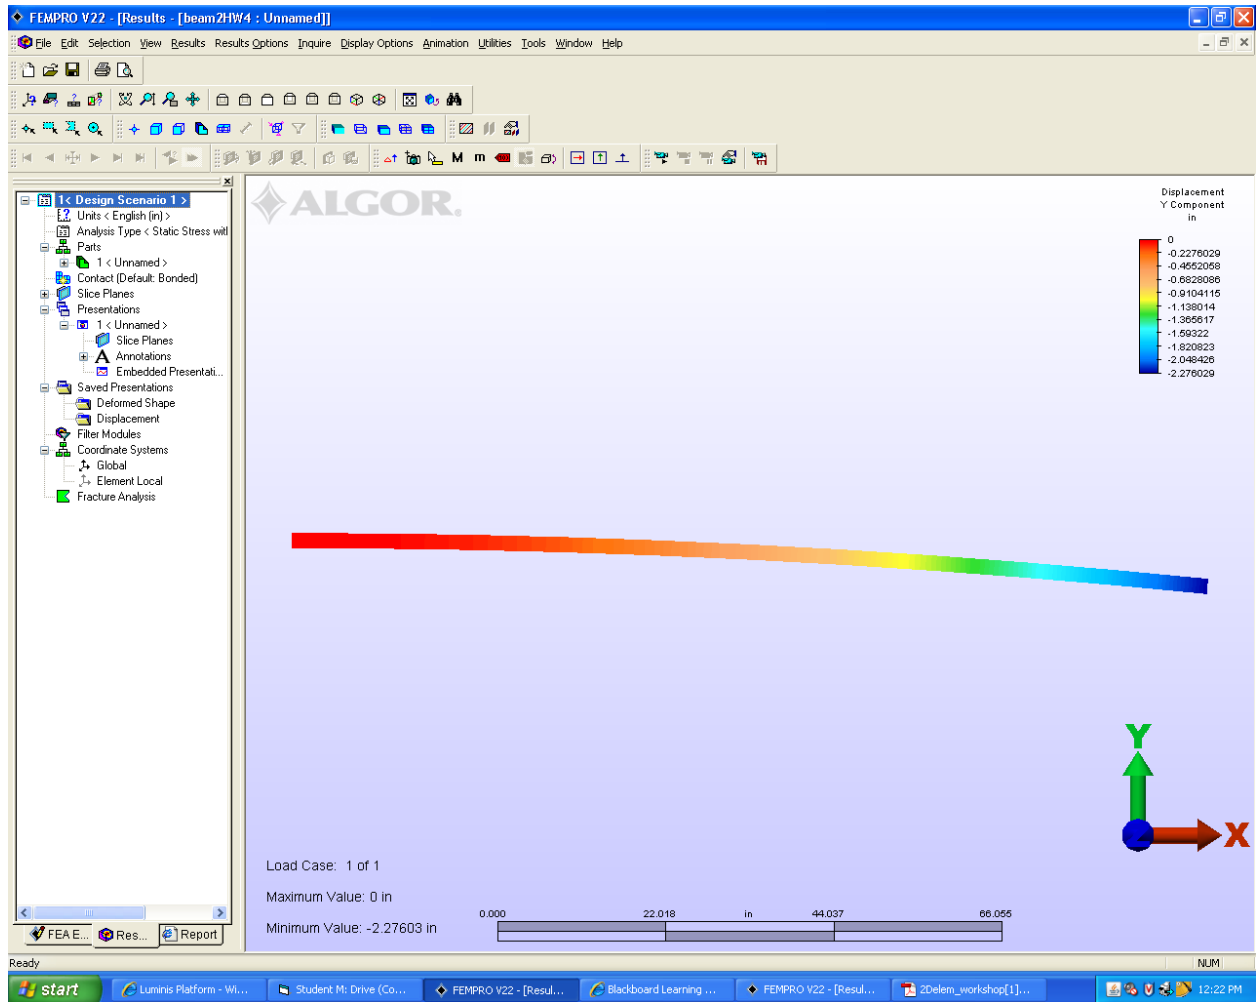 FEMPRO V22 - [Results - [beam2HW4 : Unnamed]]
File Edit Selection View Results Results Options Inquire Display Options Animation Utilities Tools Window Help
M m
1< Design Scenario 1 >
Units < English (in) >
Analysis Type < Static Stress witl
Parts
1 < Unnamed >
Contact (Default: Bonded)
Slice Planes
Presentations
1 < Unnamed >
Slice Planes
A Annotations
Embedded Presentati...
Saved Presentations
Deformed Shape
Displacement
Filter Modules
Coordinate Systems
Global
Element Local
Fracture Analysis
FEA E... Res... Report
ALGOR.
Displacement
Y Component
in
0
-0.2276029
-0.4552058
-0.6828086
-0.9104115
-1.138014
-1.365617
-1.59322
-1.820823
-2.048426
-2.276029
Y
X
Load Case: 1 of 1
Maximum Value: 0 in
Minimum Value: -2.27603 in
0.000 22.018 in 44.037 66.055
Ready NUM
start Luminis Platform - Wi... Student M: Drive (Co... FEMPRO V22 - [Resul... Blackboard Learning ... FEMPRO V22 - [Resul... 2Delem_workshop[1]... 12:22 PM